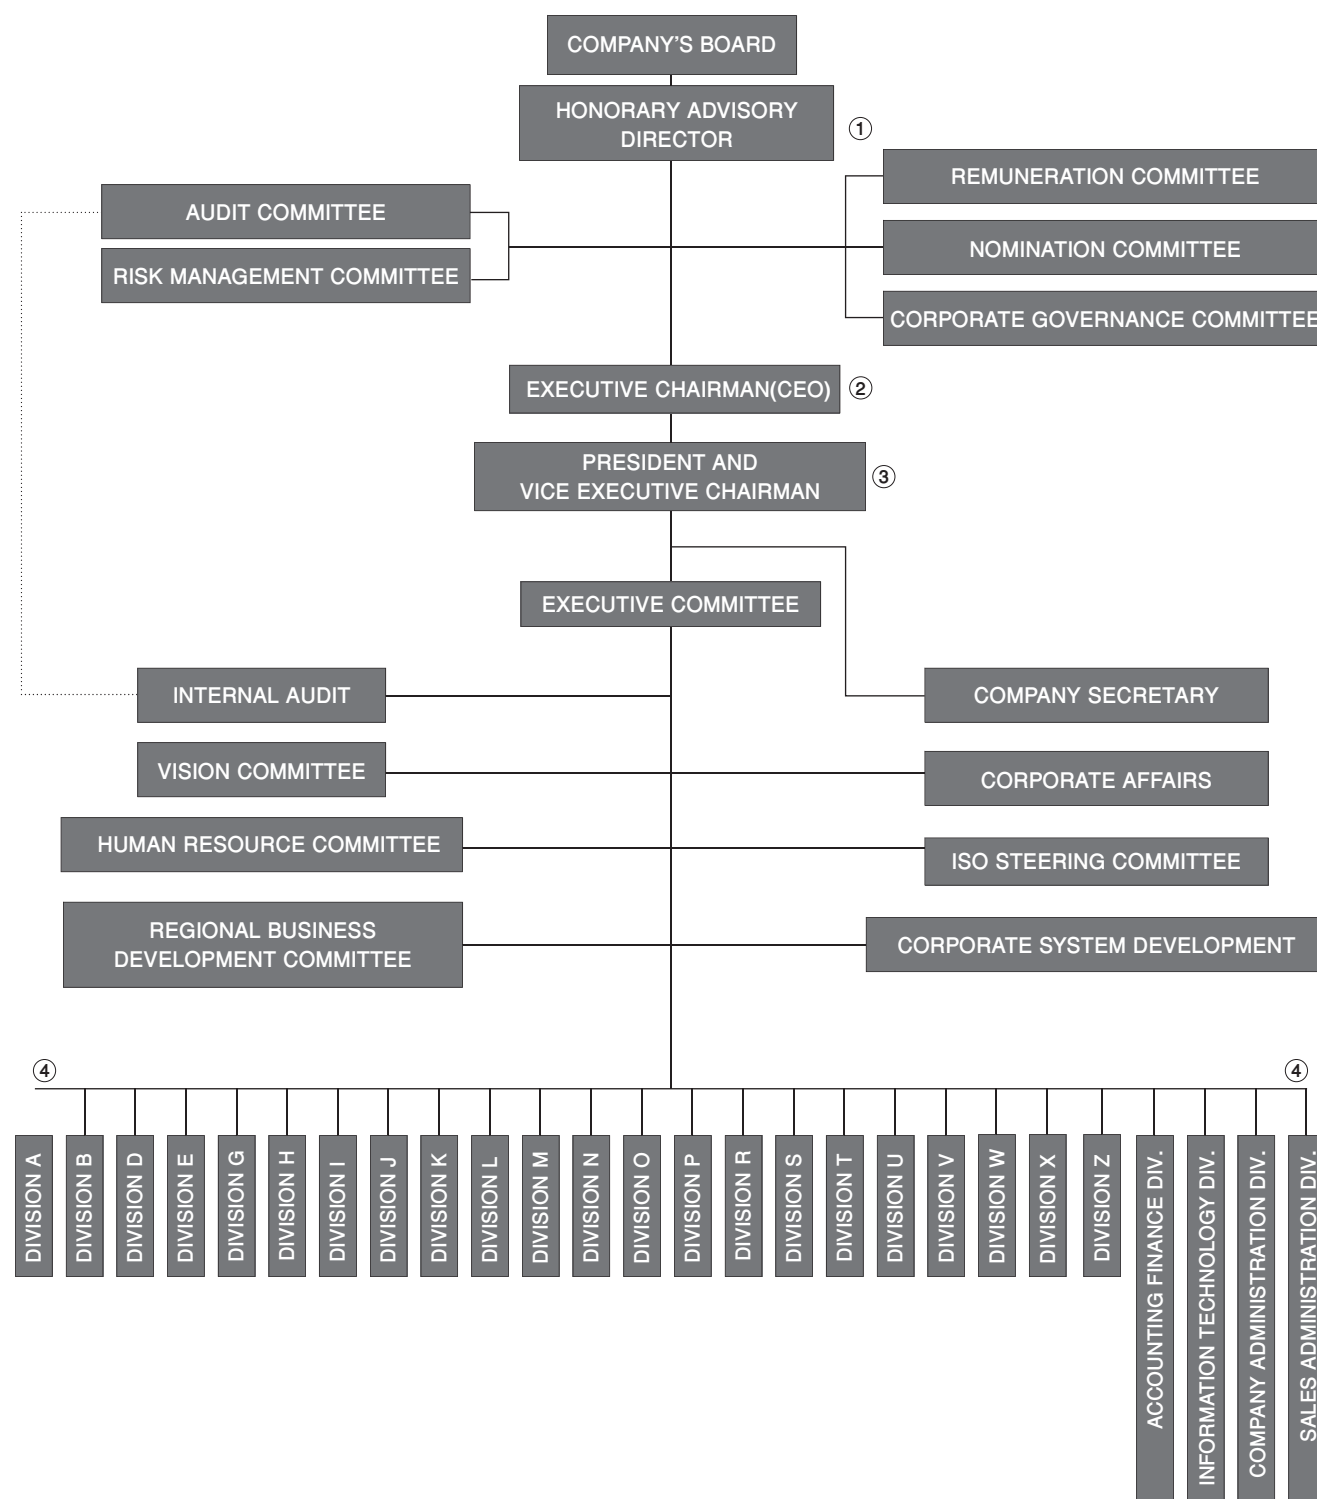 COMPANY’S BOARD
HONORARY ADVISORY
DIRECTOR
①
REMUNERATION COMMITTEE
AUDIT COMMITTEE
NOMINATION COMMITTEE
RISK MANAGEMENT COMMITTEE
CORPORATE GOVERNANCE COMMITTEE
EXECUTIVE CHAIRMAN(CEO)
②
PRESIDENT AND
VICE EXECUTIVE CHAIRMAN
③
EXECUTIVE COMMITTEE
INTERNAL AUDIT
COMPANY SECRETARY
VISION COMMITTEE
CORPORATE AFFAIRS
HUMAN RESOURCE COMMITTEE
ISO STEERING COMMITTEE
REGIONAL BUSINESS
DEVELOPMENT COMMITTEE
CORPORATE SYSTEM DEVELOPMENT
④
④
DIVISION A
DIVISION B
DIVISION D
DIVISION E
DIVISION G
DIVISION H
DIVISION I
DIVISION J
DIVISION K
DIVISION L
DIVISION M
DIVISION N
DIVISION O
DIVISION P
DIVISION R
DIVISION S
DIVISION T
DIVISION U
DIVISION V
DIVISION W
DIVISION X
DIVISION Z
ACCOUNTING FINANCE DIV.
INFORMATION TECHNOLOGY DIV.
COMPANY ADMINISTRATION DIV.
SALES ADMINISTRATION DIV.